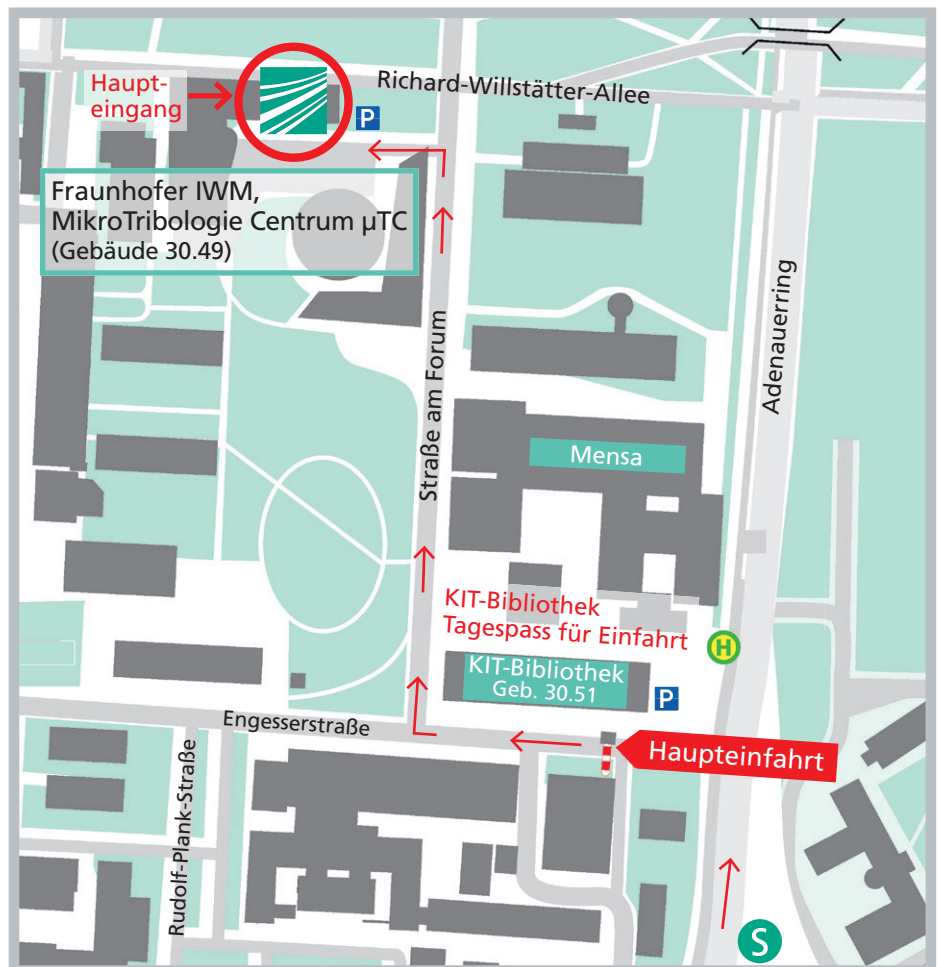 Richard-Willstätter-Allee
Haupt-
eingang
P
Fraunhofer IWM,
MikroTribologie Centrum µTC
(Gebäude 30.49)
Adenauerring
Straße am Forum
Mensa
KIT-Bibliothek
Tagespass für Einfahrt
H
KIT-Bibliothek
Geb. 30.51
P
Engesserstraße
Haupteinfahrt
Rudolf-Plank-Straße
S